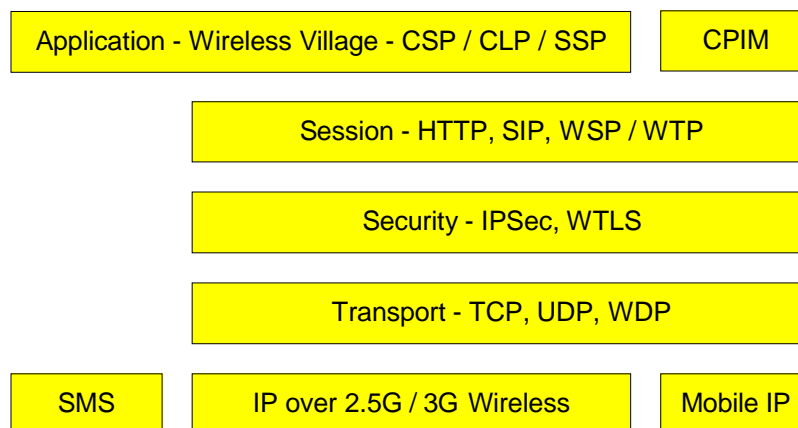 Application - Wireless Village - CSP / CLP / SSP
CPIM
Session - HTTP, SIP, WSP / WTP
Security - IPSec, WTLS
Transport - TCP, UDP, WDP
SMS
IP over 2.5G / 3G Wireless
Mobile IP